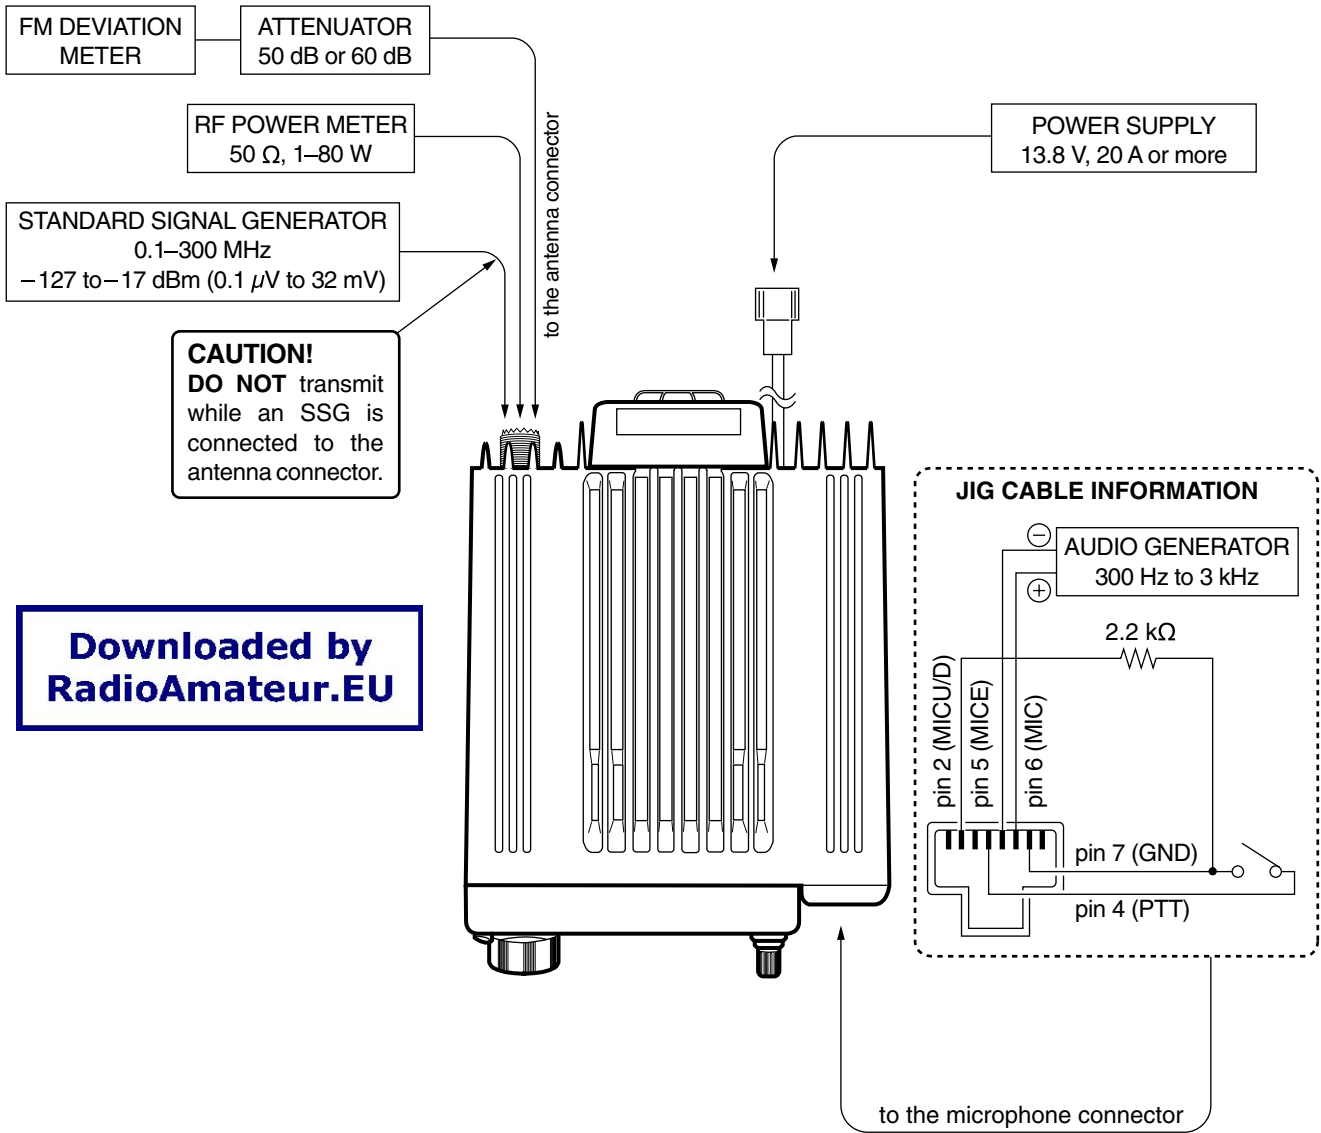 FM DEVIATION
METER
ATTENUATOR
50 dB or 60 dB
RF POWER METER
50 Ω, 1–80 W
STANDARD SIGNAL GENERATOR
0.1–300 MHz
–127 to–17 dBm (0.1 µV to 32 mV)
to the antenna connector
POWER SUPPLY
13.8 V, 20 A or more
CAUTION!
DO NOT transmit
while an SSG is
connected to the
antenna connector.
Downloaded by
RadioAmateur.EU
JIG CABLE INFORMATION
–
AUDIO GENERATOR
300 Hz to 3 kHz
+
2.2 kΩ
pin 2 (MICU/D)
pin 5 (MICE)
pin 6 (MIC)
pin 7 (GND)
pin 4 (PTT)
to the microphone connector